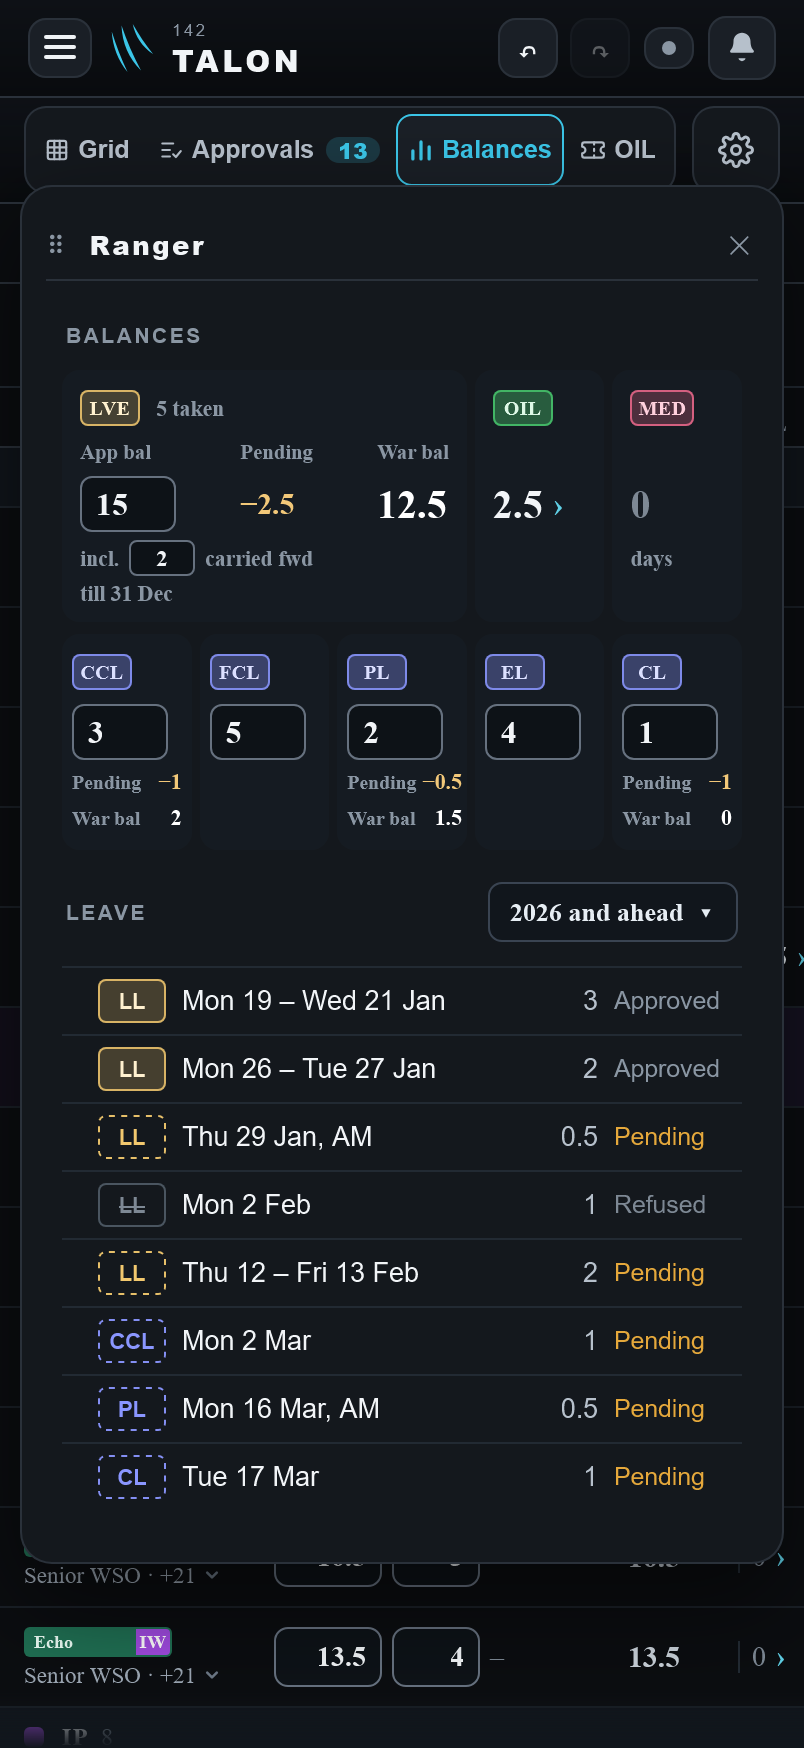 142
TALON
Grid Approvals 13 Balances OIL
Ranger
BALANCES
LVE 5 taken OIL MED
App bal Pending War bal
15 −2.5 12.5 2.5 › 0
incl. 2 carried fwd days
till 31 Dec
CCL FCL PL EL CL
3 5 2 4 1
Pending −1 Pending −0.5 Pending −1
War bal 2 War bal 1.5 War bal 0
LEAVE 2026 and ahead ▼
LL Mon 19 – Wed 21 Jan 3 Approved
LL Mon 26 – Tue 27 Jan 2 Approved
LL Thu 29 Jan, AM 0.5 Pending
LL Mon 2 Feb 1 Refused
LL Thu 12 – Fri 13 Feb 2 Pending
CCL Mon 2 Mar 1 Pending
PL Mon 16 Mar, AM 0.5 Pending
CL Tue 17 Mar 1 Pending
Senior WSO · +21
Echo IW 13.5 4 – 13.5 0 ›
Senior WSO · +21
IP 8